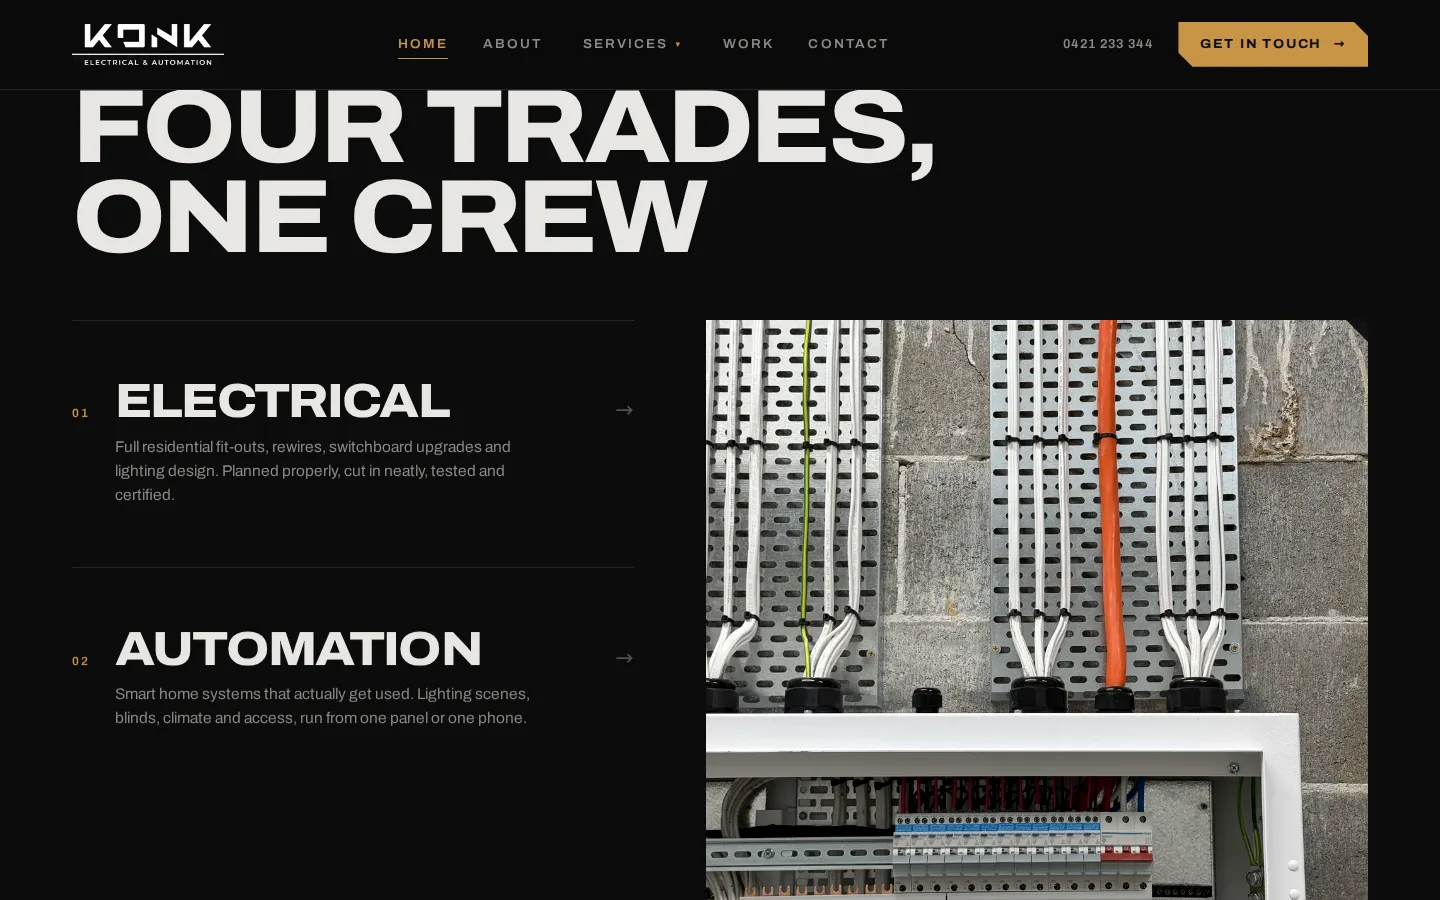 KONK
ELECTRICAL & AUTOMATION
HOME
ABOUT
SERVICES ▾
WORK
CONTACT
0421 233 344
GET IN TOUCH →
FOUR TRADES,
ONE CREW
01
ELECTRICAL
→
Full residential fit-outs, rewires, switchboard upgrades and
lighting design. Planned properly, cut in neatly, tested and
certified.
02
AUTOMATION
→
Smart home systems that actually get used. Lighting scenes,
blinds, climate and access, run from one panel or one phone.